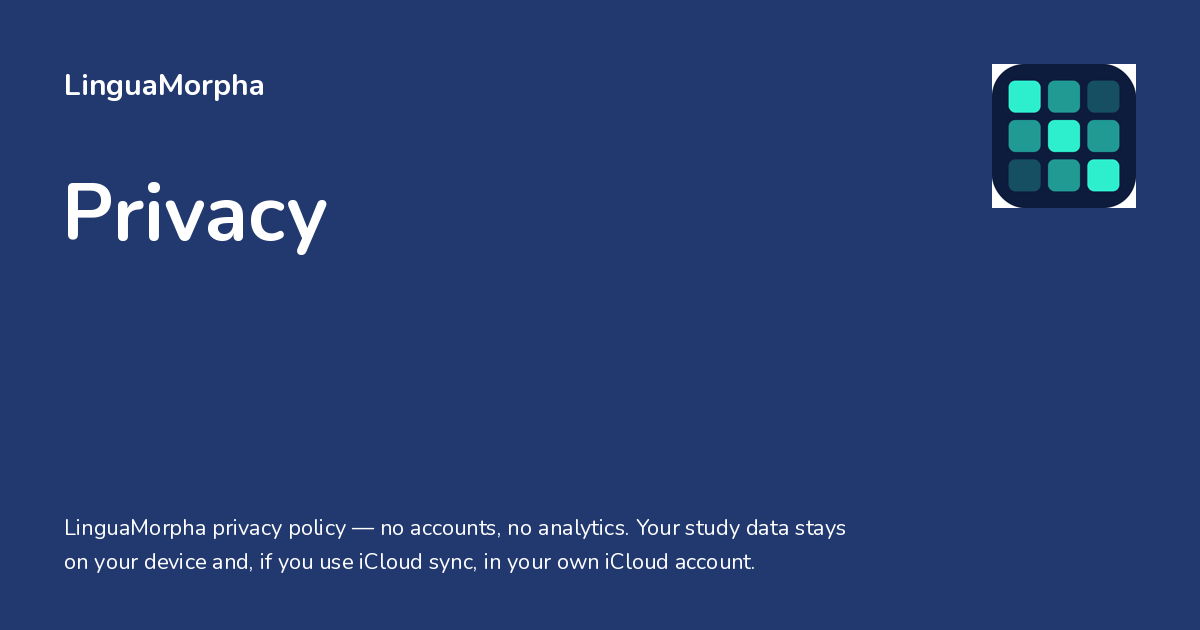 LinguaMorpha
Privacy
LinguaMorpha privacy policy — no accounts, no analytics. Your study data stays
on your device and, if you use iCloud sync, in your own iCloud account.